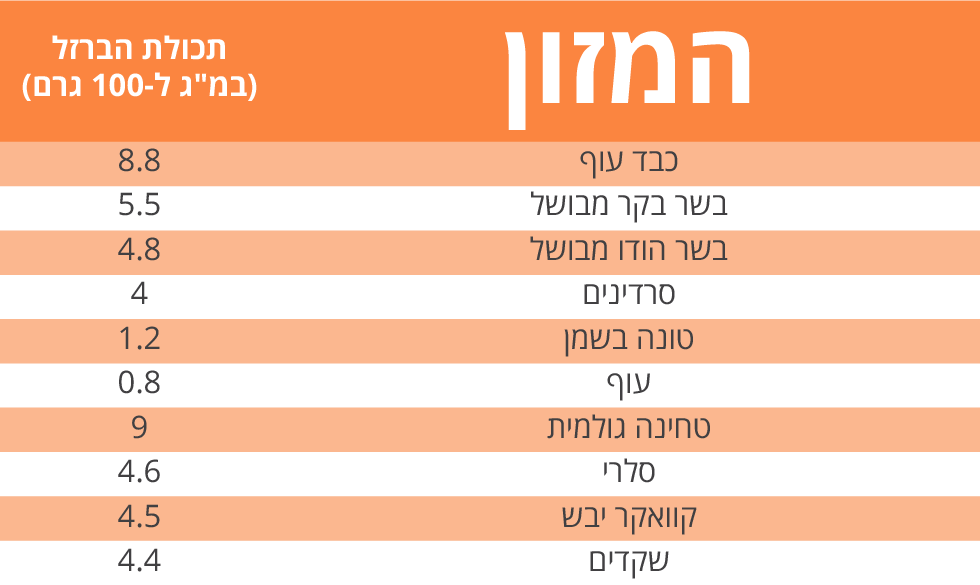 המזון
תכולת הברזל
(במ"ג ל-100 גרם)
כבד עוף 8.8
בשר בקר מבושל 5.5
בשר הודו מבושל 4.8
סרדינים 4
טונה בשמן 1.2
עוף 0.8
טחינה גולמית 9
סלרי 4.6
קוואקר יבש 4.5
שקדים 4.4